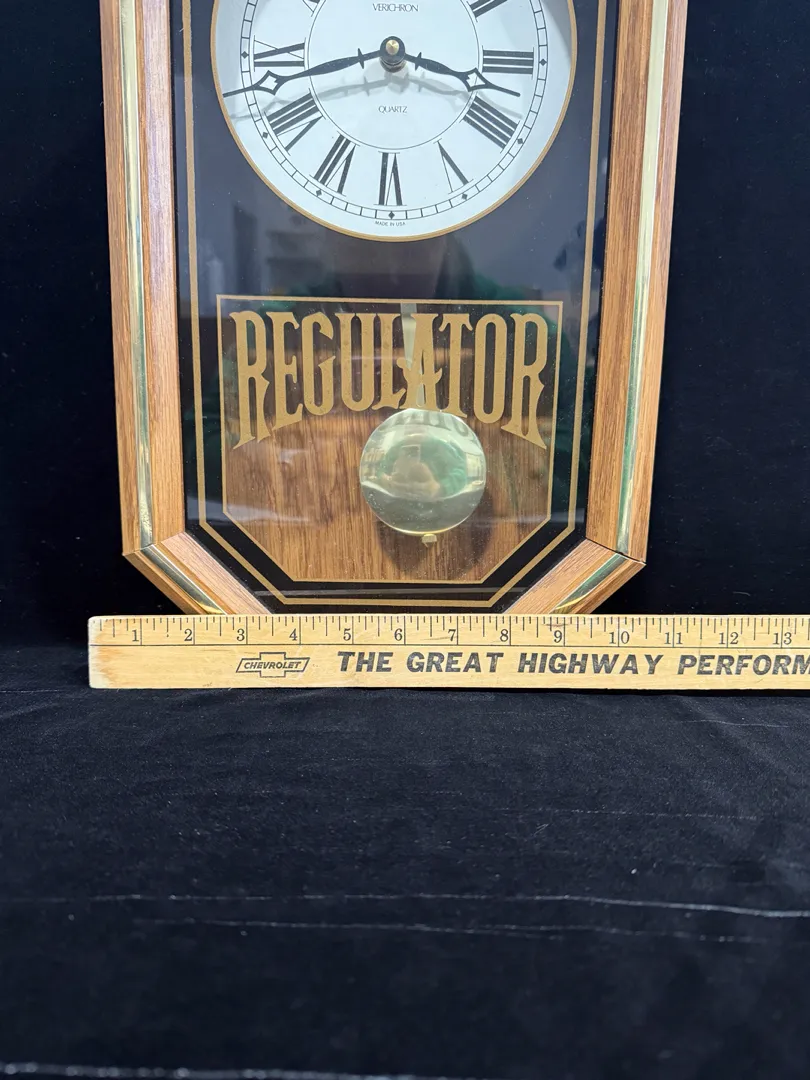 VERICHRON
QUARTZ
MADE IN USA
REGULATOR
1 2 3 4 5 6 7 8 9 10 11 12 13
CHEVROLET THE GREAT HIGHWAY PERFORM